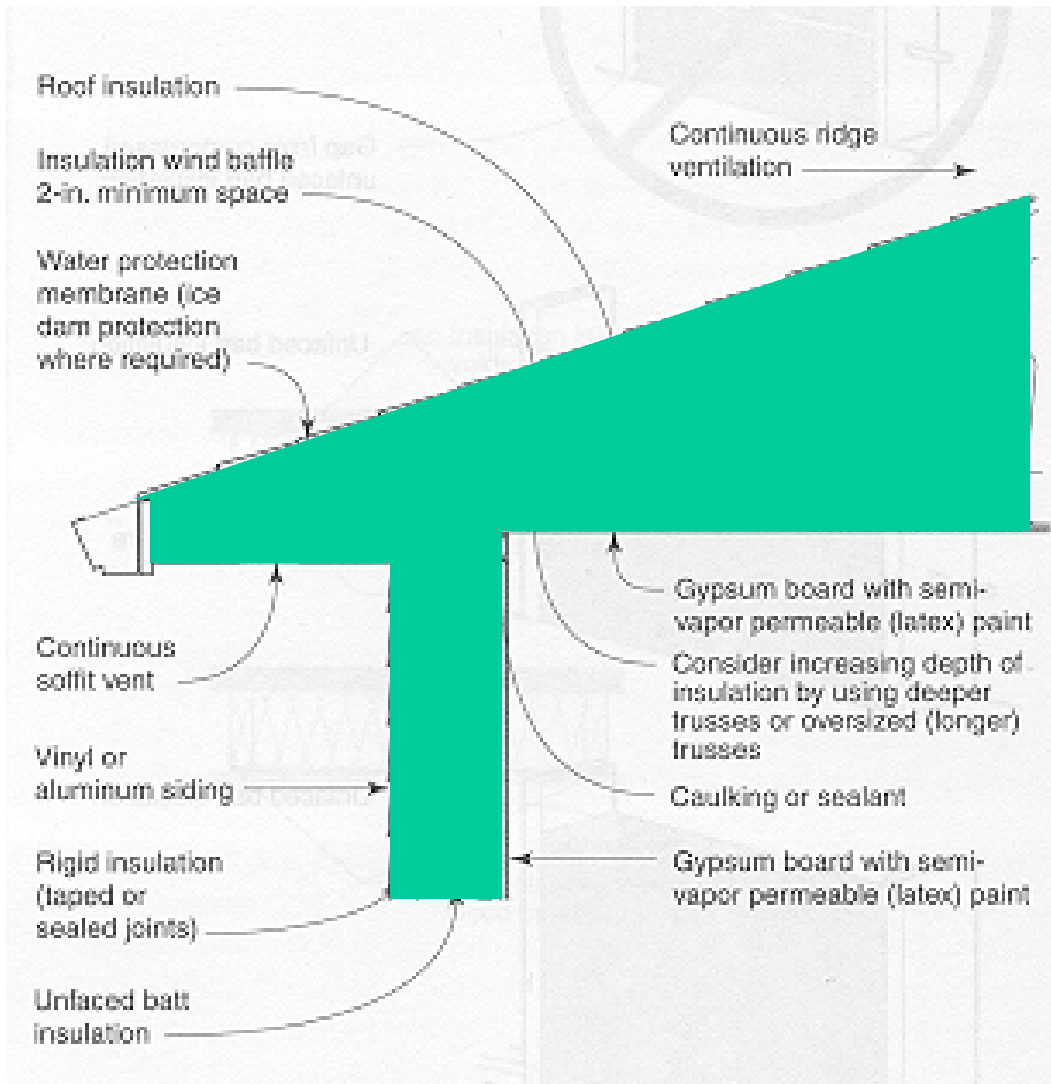 Roof insulation
Continuous ridge
ventilation
Insulation wind baffle
2-in. minimum space
Water protection
membrane (ice
dam protection
where required)
Gypsum board with semi-
vapor permeable (latex) paint
Continuous
soffit vent
Consider increasing depth of
insulation by using deeper
trusses or oversized (longer)
trusses
Vinyl or
aluminum siding
Caulking or sealant
Rigid insulation
(taped or
sealed joints)
Gypsum board with semi-
vapor permeable (latex) paint
Unfaced batt
insulation